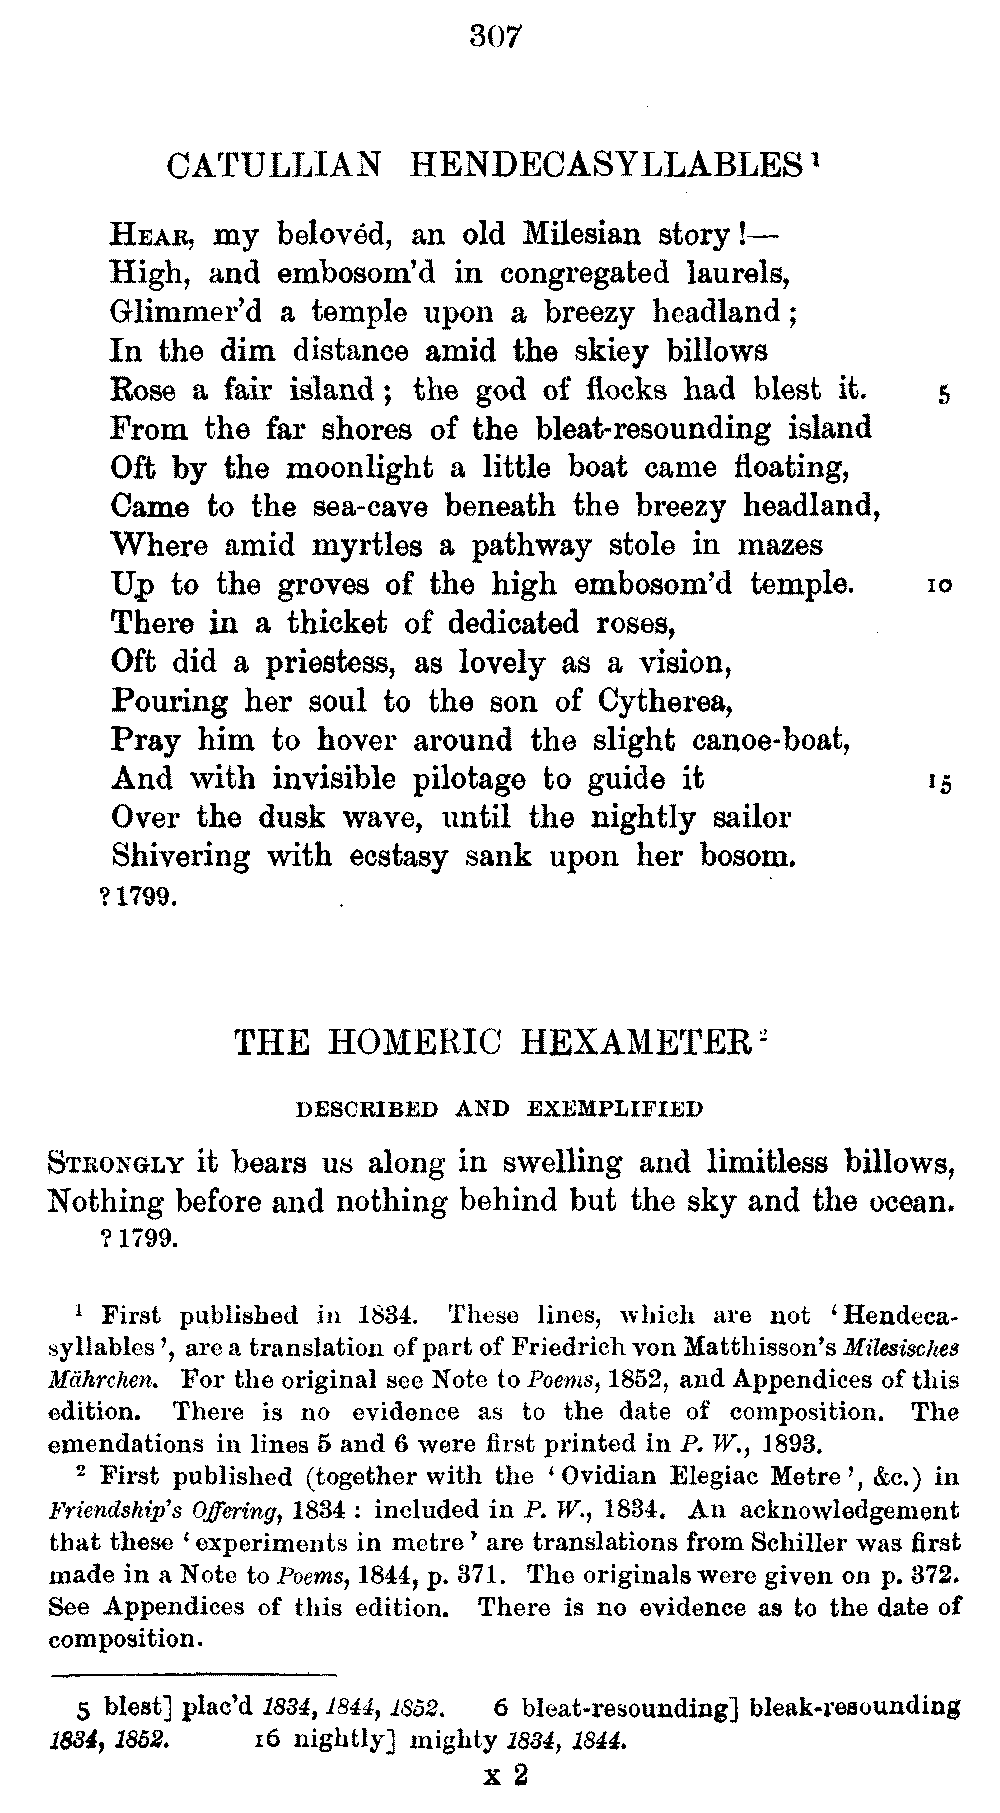 307
CATULLIAN HENDECASYLLABLES ¹
HEAR, my belovéd, an old Milesian story !—
High, and embosom'd in congregated laurels,
Glimmer'd a temple upon a breezy headland ;
In the dim distance amid the skiey billows
Rose a fair island ; the god of flocks had blest it. 5
From the far shores of the bleat-resounding island
Oft by the moonlight a little boat came floating,
Came to the sea-cave beneath the breezy headland,
Where amid myrtles a pathway stole in mazes
Up to the groves of the high embosom'd temple. 10
There in a thicket of dedicated roses,
Oft did a priestess, as lovely as a vision,
Pouring her soul to the son of Cytherea,
Pray him to hover around the slight canoe-boat,
And with invisible pilotage to guide it 15
Over the dusk wave, until the nightly sailor
Shivering with ecstasy sank upon her bosom.
? 1799.
THE HOMERIC HEXAMETER ²
DESCRIBED AND EXEMPLIFIED
STRONGLY it bears us along in swelling and limitless billows,
Nothing before and nothing behind but the sky and the ocean.
? 1799.
¹ First published in 1834. These lines, which are not 'Hendeca-
syllables', are a translation of part of Friedrich von Matthisson's Milesisches
Mährchen. For the original see Note to Poems, 1852, and Appendices of this
edition. There is no evidence as to the date of composition. The
emendations in lines 5 and 6 were first printed in P. W., 1893.
² First published (together with the 'Ovidian Elegiac Metre', &c.) in
Friendship's Offering, 1834 : included in P. W., 1834. An acknowledgement
that these 'experiments in metre' are translations from Schiller was first
made in a Note to Poems, 1844, p. 371. The originals were given on p. 372.
See Appendices of this edition. There is no evidence as to the date of
composition.
5 blest] plac'd 1834, 1844, 1852. 6 bleat-resounding] bleak-resounding
1834, 1852. 16 nightly] mighty 1834, 1844.
X 2